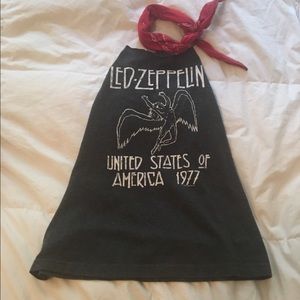 LED-ZEPPELIN
UNITED STATES OF
AMERICA 1977